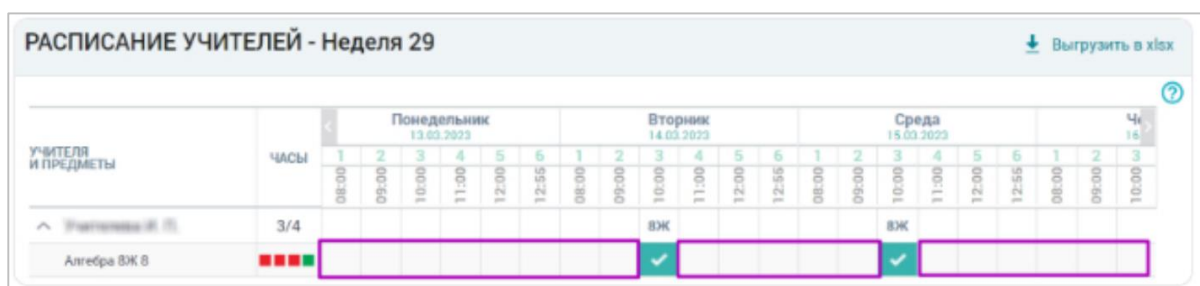 РАСПИСАНИЕ УЧИТЕЛЕЙ - Неделя 29
Выгрузить в xlsx
?
Понедельник Вторник Среда Че
13.03.2023 14.03.2023 15.03.2023 16
УЧИТЕЛЯ
И ПРЕДМЕТЫ
ЧАСЫ
1 2 3 4 5 6 1 2 3 4 5 6 1 2 3 4 5 6 1 2 3
08:00 09:00 10:00 11:00 12:00 12:55 08:00 09:00 10:00 11:00 12:00 12:55 08:00 09:00 10:00 11:00 12:00 12:55 08:00 09:00 10:00
3/4 8Ж 8Ж
Алгебра 8Ж 8